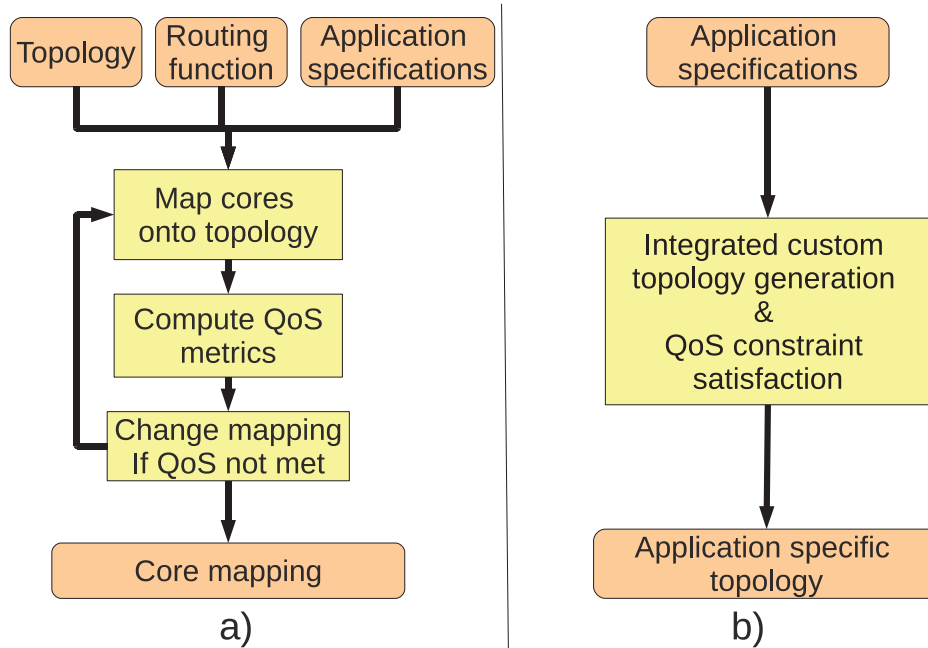 Topology
Routing
function
Application
specifications
Map cores
onto topology
Compute QoS
metrics
Change mapping
If QoS not met
Core mapping
a)
Application
specifications
Integrated custom
topology generation
&
QoS constraint
satisfaction
Application specific
topology
b)